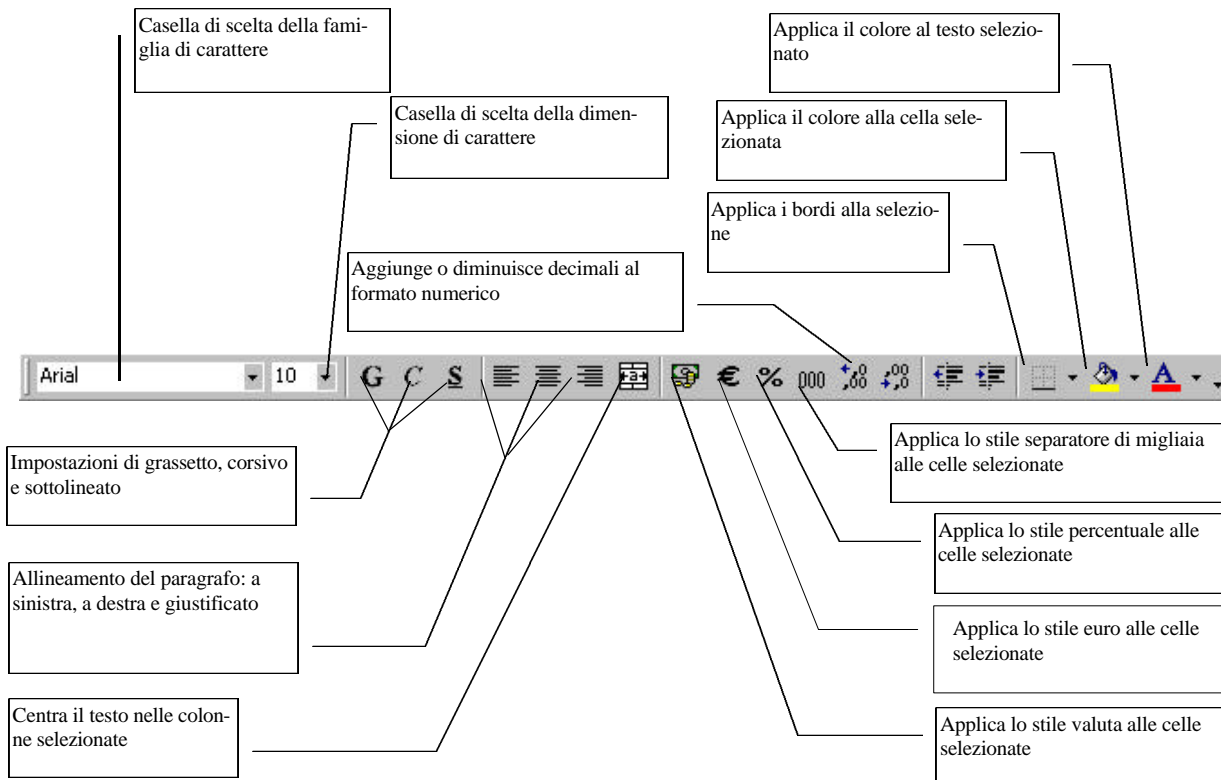 Casella di scelta della fami-
glia di carattere
Applica il colore al testo selezio-
nato
Casella di scelta della dimen-
sione di carattere
Applica il colore alla cella sele-
zionata
Applica i bordi alla selezio-
ne
Aggiunge o diminuisce decimali al
formato numerico
Arial 10 G C S a € % 000 ,00 ,00 A
Impostazioni di grassetto, corsivo
e sottolineato
Applica lo stile separatore di migliaia
alle celle selezionate
Applica lo stile percentuale alle
celle selezionate
Allineamento del paragrafo: a
sinistra, a destra e giustificato
Applica lo stile euro alle celle
selezionate
Centra il testo nelle colon-
ne selezionate
Applica lo stile valuta alle celle
selezionate